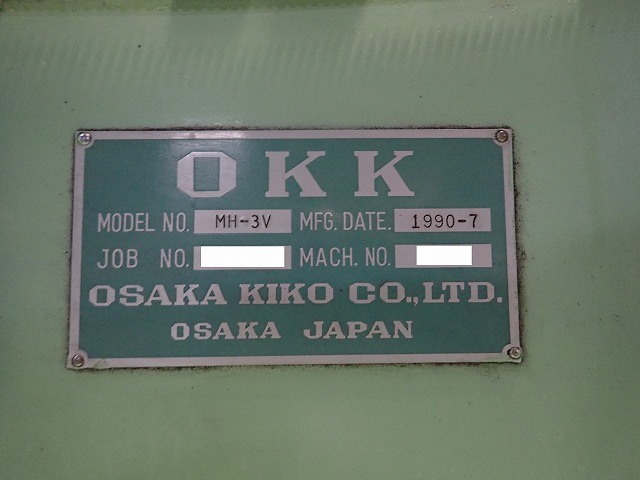 OKK
MODEL NO. MH-3V MFG. DATE. 1990-7
JOB NO. MACH. NO.
OSAKA KIKO CO.,LTD.
OSAKA JAPAN